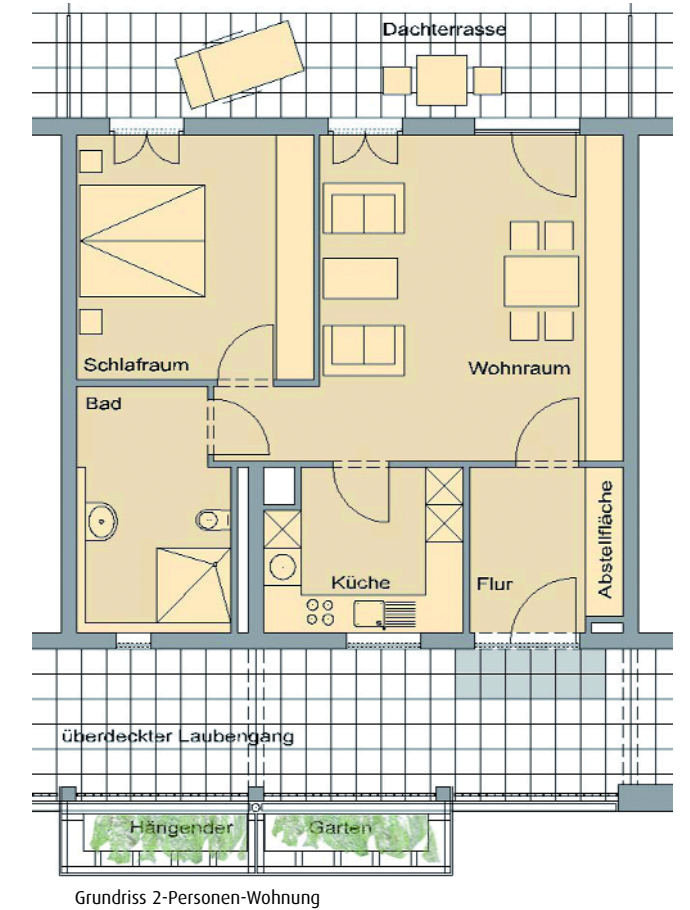 Dachterrasse
Schlafraum
Wohnraum
Bad
Küche
Flur
Abstellfläche
überdeckter Laubengang
Hängender Garten
Grundriss 2-Personen-Wohnung